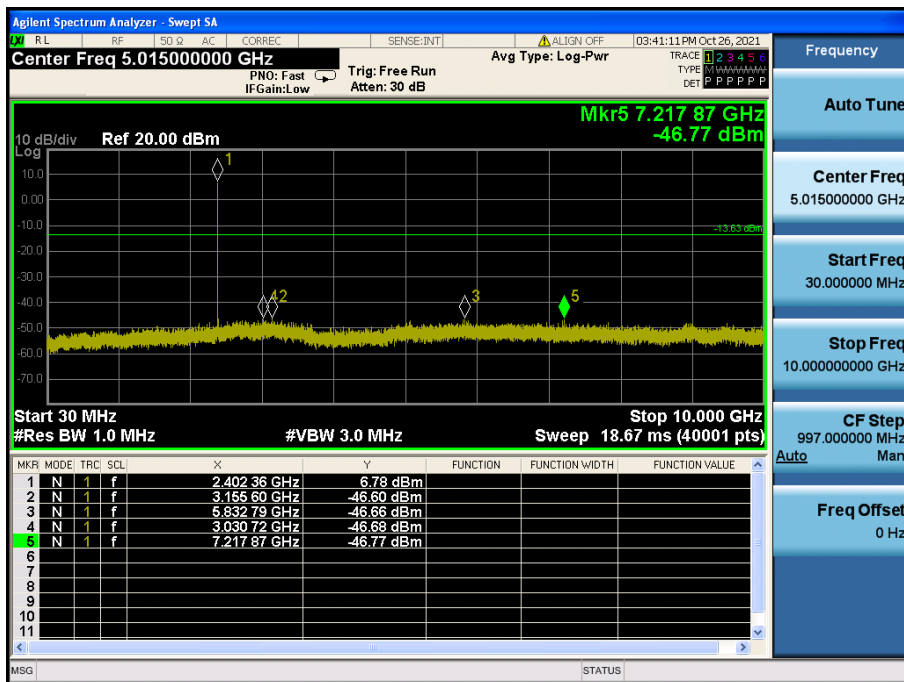 Agilent Spectrum Analyzer - Swept SA
LXI RL RF 50 Ω AC CORREC SENSE:INT ALIGN OFF 03:41:11 PM Oct 26, 2021
Center Freq 5.015000000 GHz Avg Type: Log-Pwr TRACE 1 2 3 4 5 6
PNO: Fast Trig: Free Run TYPE M WWWWW
IFGain:Low Atten: 30 dB DET P P P P P P
Mkr5 7.217 87 GHz
10 dB/div Ref 20.00 dBm -46.77 dBm
Log
1
10.0
0.00
-10.0
-13.63 dBm
-20.0
-30.0
-40.0
4 2 3 5
-50.0
-60.0
-70.0
Start 30 MHz Stop 10.000 GHz
#Res BW 1.0 MHz #VBW 3.0 MHz Sweep 18.67 ms (40001 pts)
MKR MODE TRC SCL X Y FUNCTION FUNCTION WIDTH FUNCTION VALUE
1 N 1 f 2.402 36 GHz 6.78 dBm
2 N 1 f 3.155 60 GHz -46.60 dBm
3 N 1 f 5.832 79 GHz -46.66 dBm
4 N 1 f 3.030 72 GHz -46.68 dBm
5 N 1 f 7.217 87 GHz -46.77 dBm
6
7
8
9
10
11
MSG STATUS
Frequency
Auto Tune
Center Freq
5.015000000 GHz
Start Freq
30.000000 MHz
Stop Freq
10.000000000 GHz
CF Step
997.000000 MHz
Auto Man
Freq Offset
0 Hz